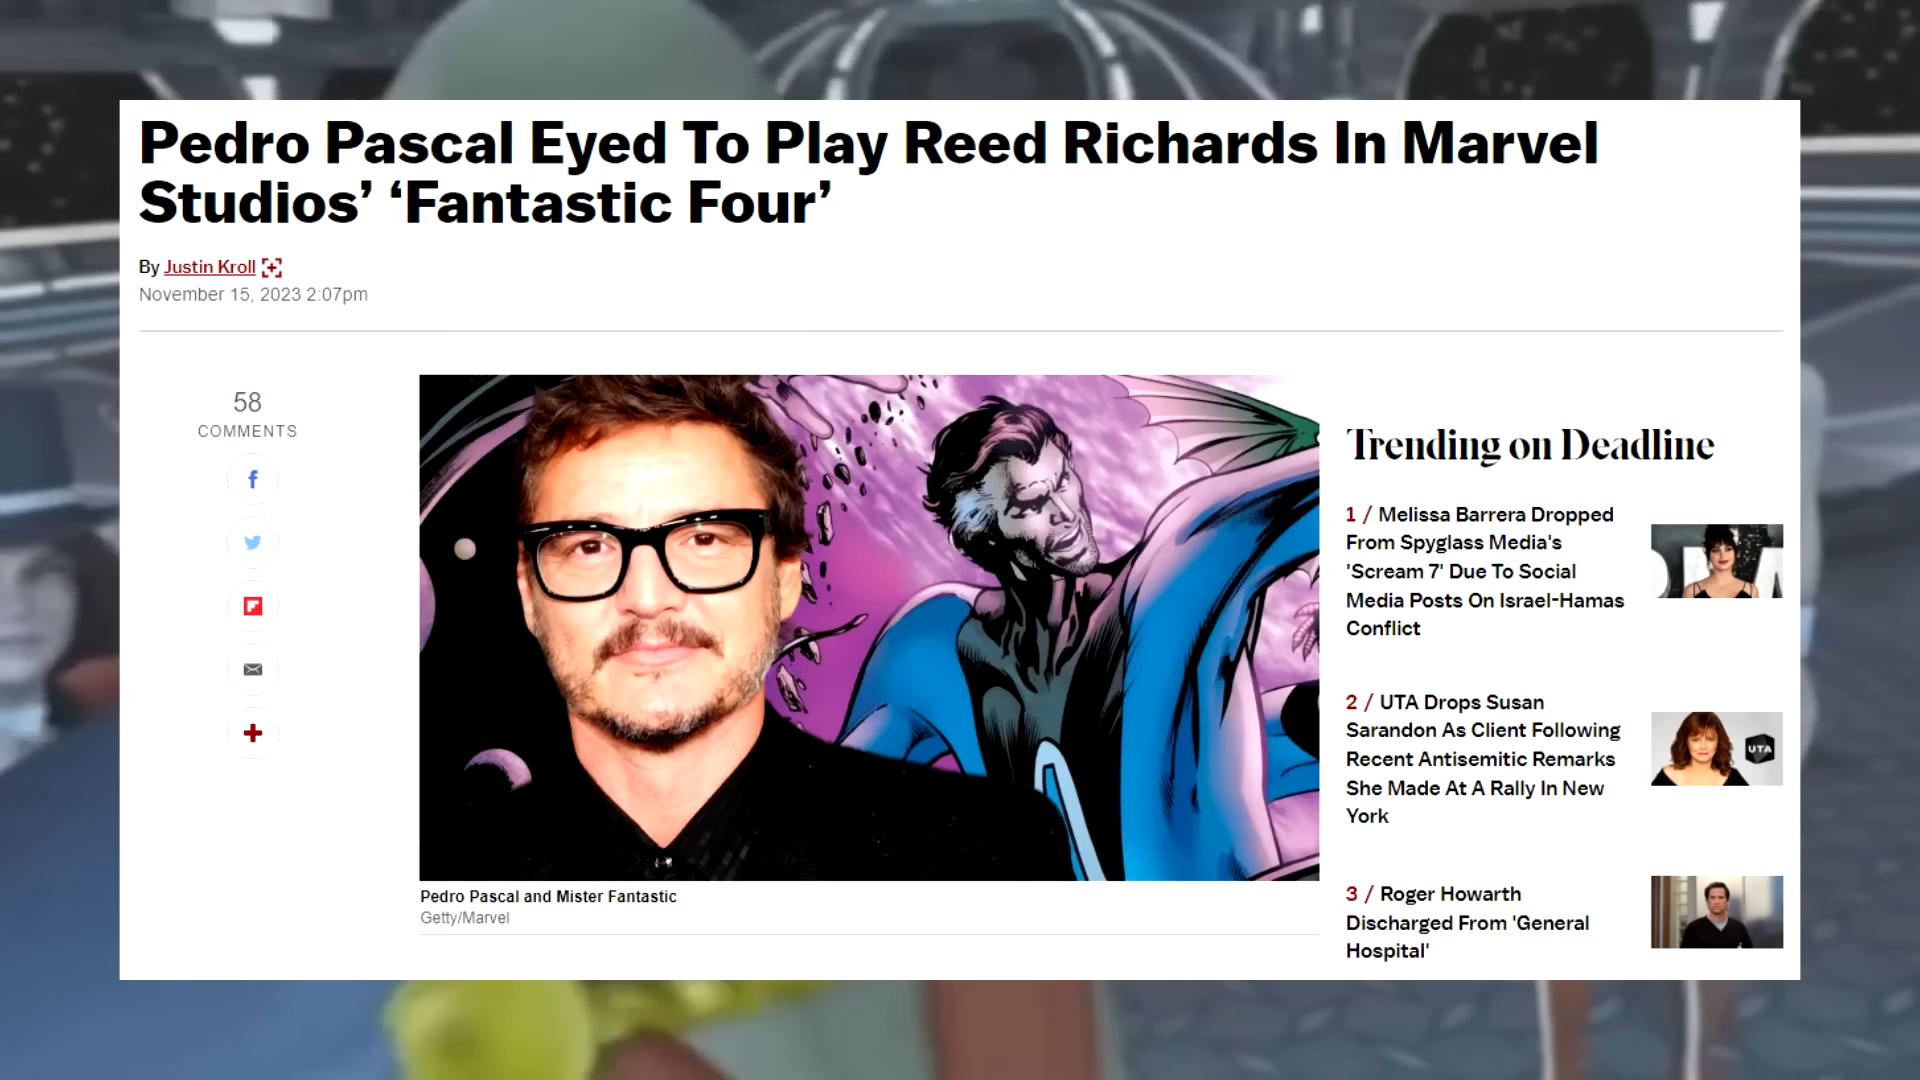 Pedro Pascal Eyed To Play Reed Richards In Marvel
Studios’ ‘Fantastic Four’
By Justin Kroll
November 15, 2023 2:07pm
58
COMMENTS
Pedro Pascal and Mister Fantastic
Getty/Marvel
Trending on Deadline
1 / Melissa Barrera Dropped
From Spyglass Media's
'Scream 7' Due To Social
Media Posts On Israel-Hamas
Conflict
2 / UTA Drops Susan
Sarandon As Client Following
Recent Antisemitic Remarks
She Made At A Rally In New
York
UTA
3 / Roger Howarth
Discharged From 'General
Hospital'